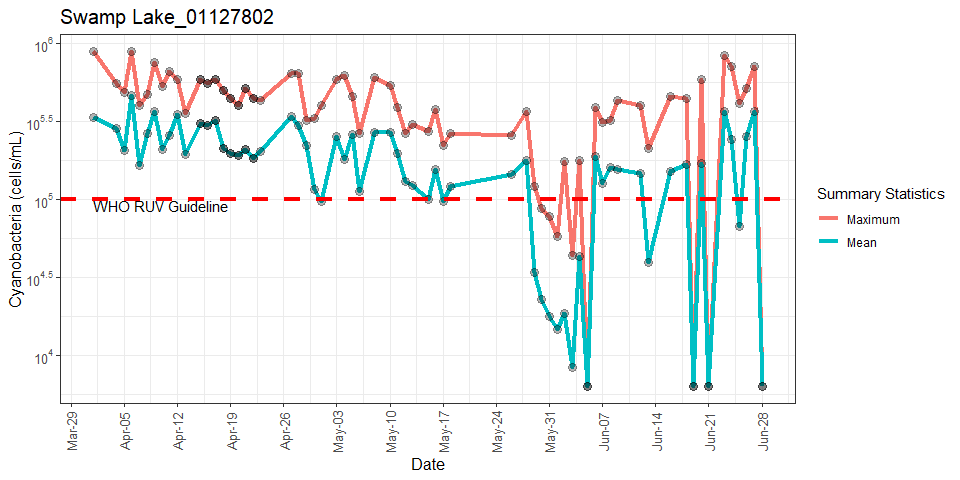 Swamp Lake_01127802
Cyanobacteria (cells/mL)
10^6
10^5.5
10^5
10^4.5
10^4
WHO RUV Guideline
Mar-29
Apr-05
Apr-12
Apr-19
Apr-26
May-03
May-10
May-17
May-24
May-31
Jun-07
Jun-14
Jun-21
Jun-28
Date
Summary Statistics
Maximum
Mean